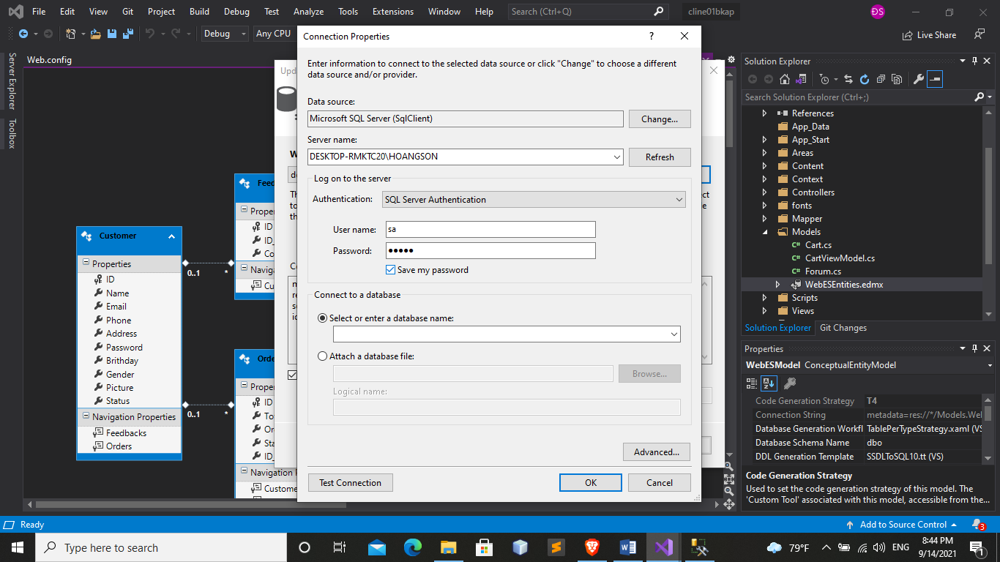 File Edit View Git Project Build Debug Test Analyze Tools Extensions Window Help Search (Ctrl+Q) cline01bkap ĐS
Debug Any CPU Live Share
Server Explorer
Toolbox
Web.config
Connection Properties
?
Enter information to connect to the selected data source or click "Change" to choose a different
data source and/or provider.
Data source:
Microsoft SQL Server (SqlClient)
Change...
Server name:
DESKTOP-RMKTC20\HOANGSON
Refresh
Log on to the server
Authentication: SQL Server Authentication
User name: sa
Password: •••••
Save my password
Connect to a database
Select or enter a database name:
Attach a database file:
Browse...
Logical name:
Advanced...
Test Connection
OK
Cancel
Customer
Properties
ID
Name
Email
Phone
Address
Password
Brithday
Gender
Picture
Status
Navigation Properties
Feedbacks
Orders
0..1 *
0..1 *
Feed
Proper
ID
ID_
Co
Naviga
Cu
Orde
Proper
ID
To
Or
Sta
ID_
Navigation P
Custome
Solution Explorer
Search Solution Explorer (Ctrl+;)
References
App_Data
App_Start
Areas
Content
Context
Controllers
fonts
Mapper
Models
Cart.cs
CartViewModel.cs
Forum.cs
WebESEntities.edmx
Scripts
Views
Solution Explorer Git Changes
Properties
WebESModel ConceptualEntityModel
Code Generation Strategy T4
Connection String metadata=res://*/Models.Wel
Database Generation Workfl TablePerTypeStrategy.xaml (VS
Database Schema Name dbo
DDL Generation Template SSDLToSQL10.tt (VS)
Code Generation Strategy
Used to set the code generation strategy of this model. The
'Custom Tool' associated with this model, accessible from the...
Ready
Add to Source Control
3
Type here to search
79°F
ENG
8:44 PM
9/14/2021
1